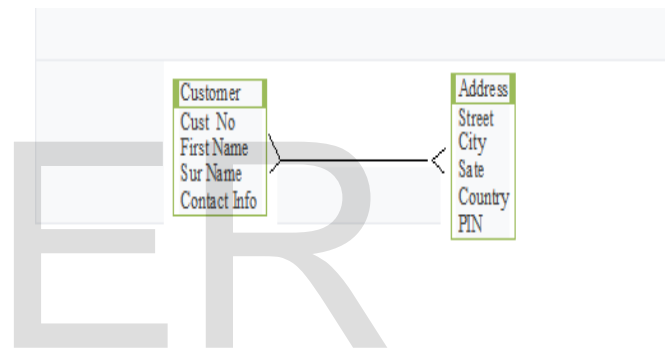 Customer
Cust No
First Name
Sur Name
Contact Info
Address
Street
City
Sate
Country
PIN
ER